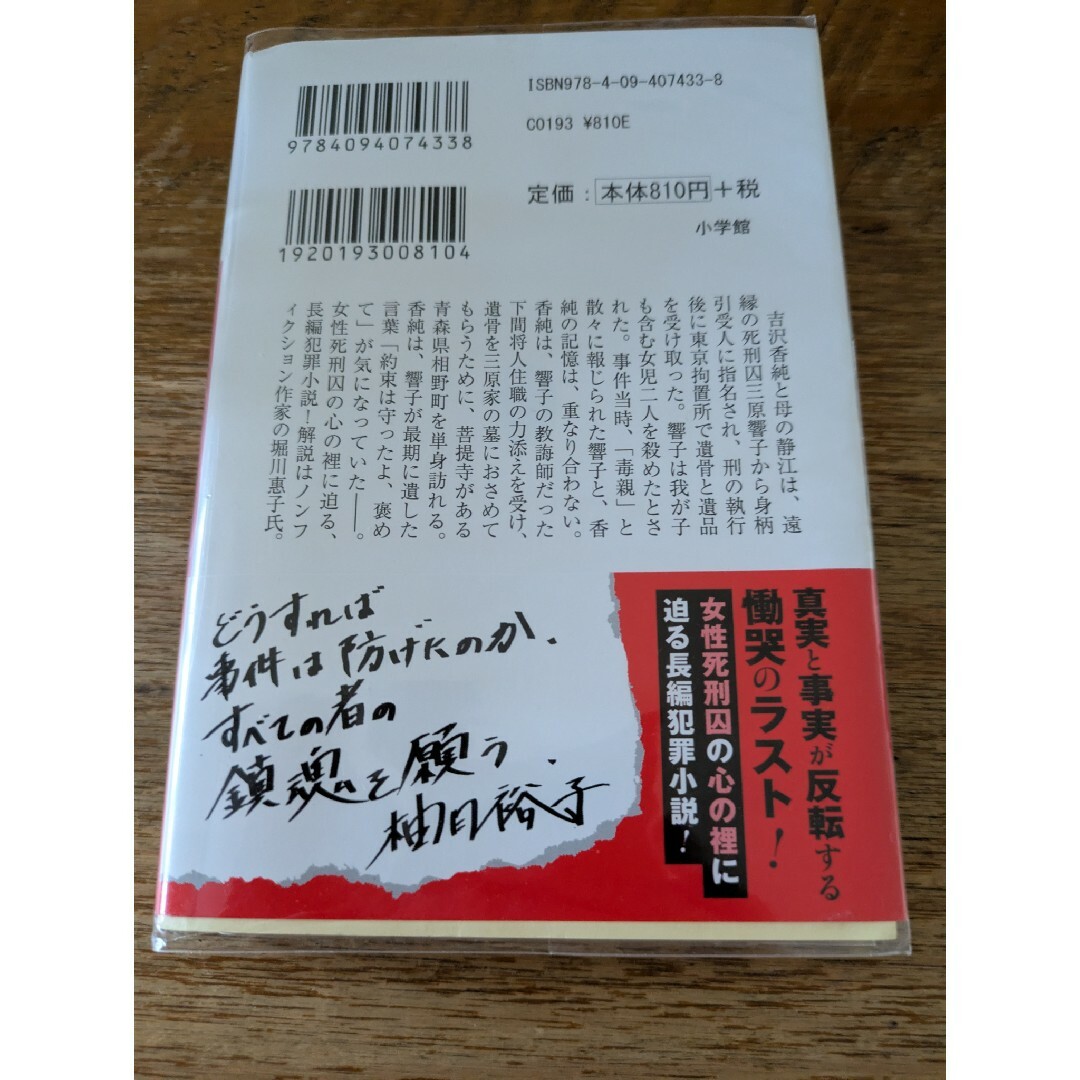 ISBN978-4-09-407433-8
C0193 ¥810E
9784094074338
定価：本体810円＋税
小学館
1920193008104
吉沢香純と母の静江は、遠
縁の死刑囚三原響子から身柄
引受人に指名され、刑の執行
後に東京拘置所で遺骨と遺品
を受け取った。響子は我が子
も含む女児二人を殺めたとさ
れた。事件当時、「毒親」と
散々に報じられた響子と、香
純の記憶は、重なり合わない。
香純は、響子の教誨師だった
下間将人住職の力添えを受け、
遺骨を三原家の墓におさめて
もらうために、菩提寺がある
青森県相野町を単身訪れる。
香純は、響子が最期に遺した
言葉「約束は守ったよ、褒め
て」が気になっていた――。
女性死刑囚の心の裡に迫る、
長編犯罪小説！解説はノンフ
ィクション作家の堀川惠子氏。
真実と事実が反転する
慟哭のラスト！
女性死刑囚の心の裡に
迫る長編犯罪小説！
どうすれば
事件は防げたのか、
すべての者の
鎮魂を願う.
柚月裕子